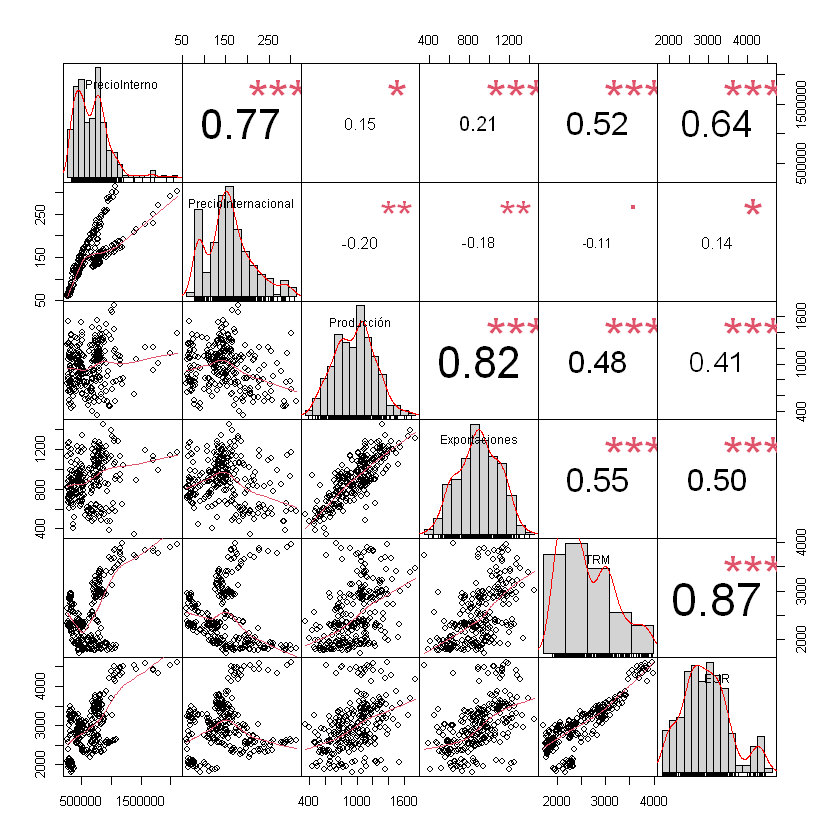 50 150 250
400 800 1200
2000 3000 4000
PrecioInterno
***
0.77
*
0.15
***
0.21
***
0.52
***
0.64
500000 1500000
50 150 250
PrecioInternacional
**
-0.20
**
-0.18
.
-0.11
*
0.14
Producción
***
0.82
***
0.48
***
0.41
400 1000 1600
400 800 1200
Exportaciones
***
0.55
***
0.50
TRM
***
0.87
2000 3000 4000
2000 3000 4000
EUR
500000 1500000
400 1000 1600
2000 3000 4000